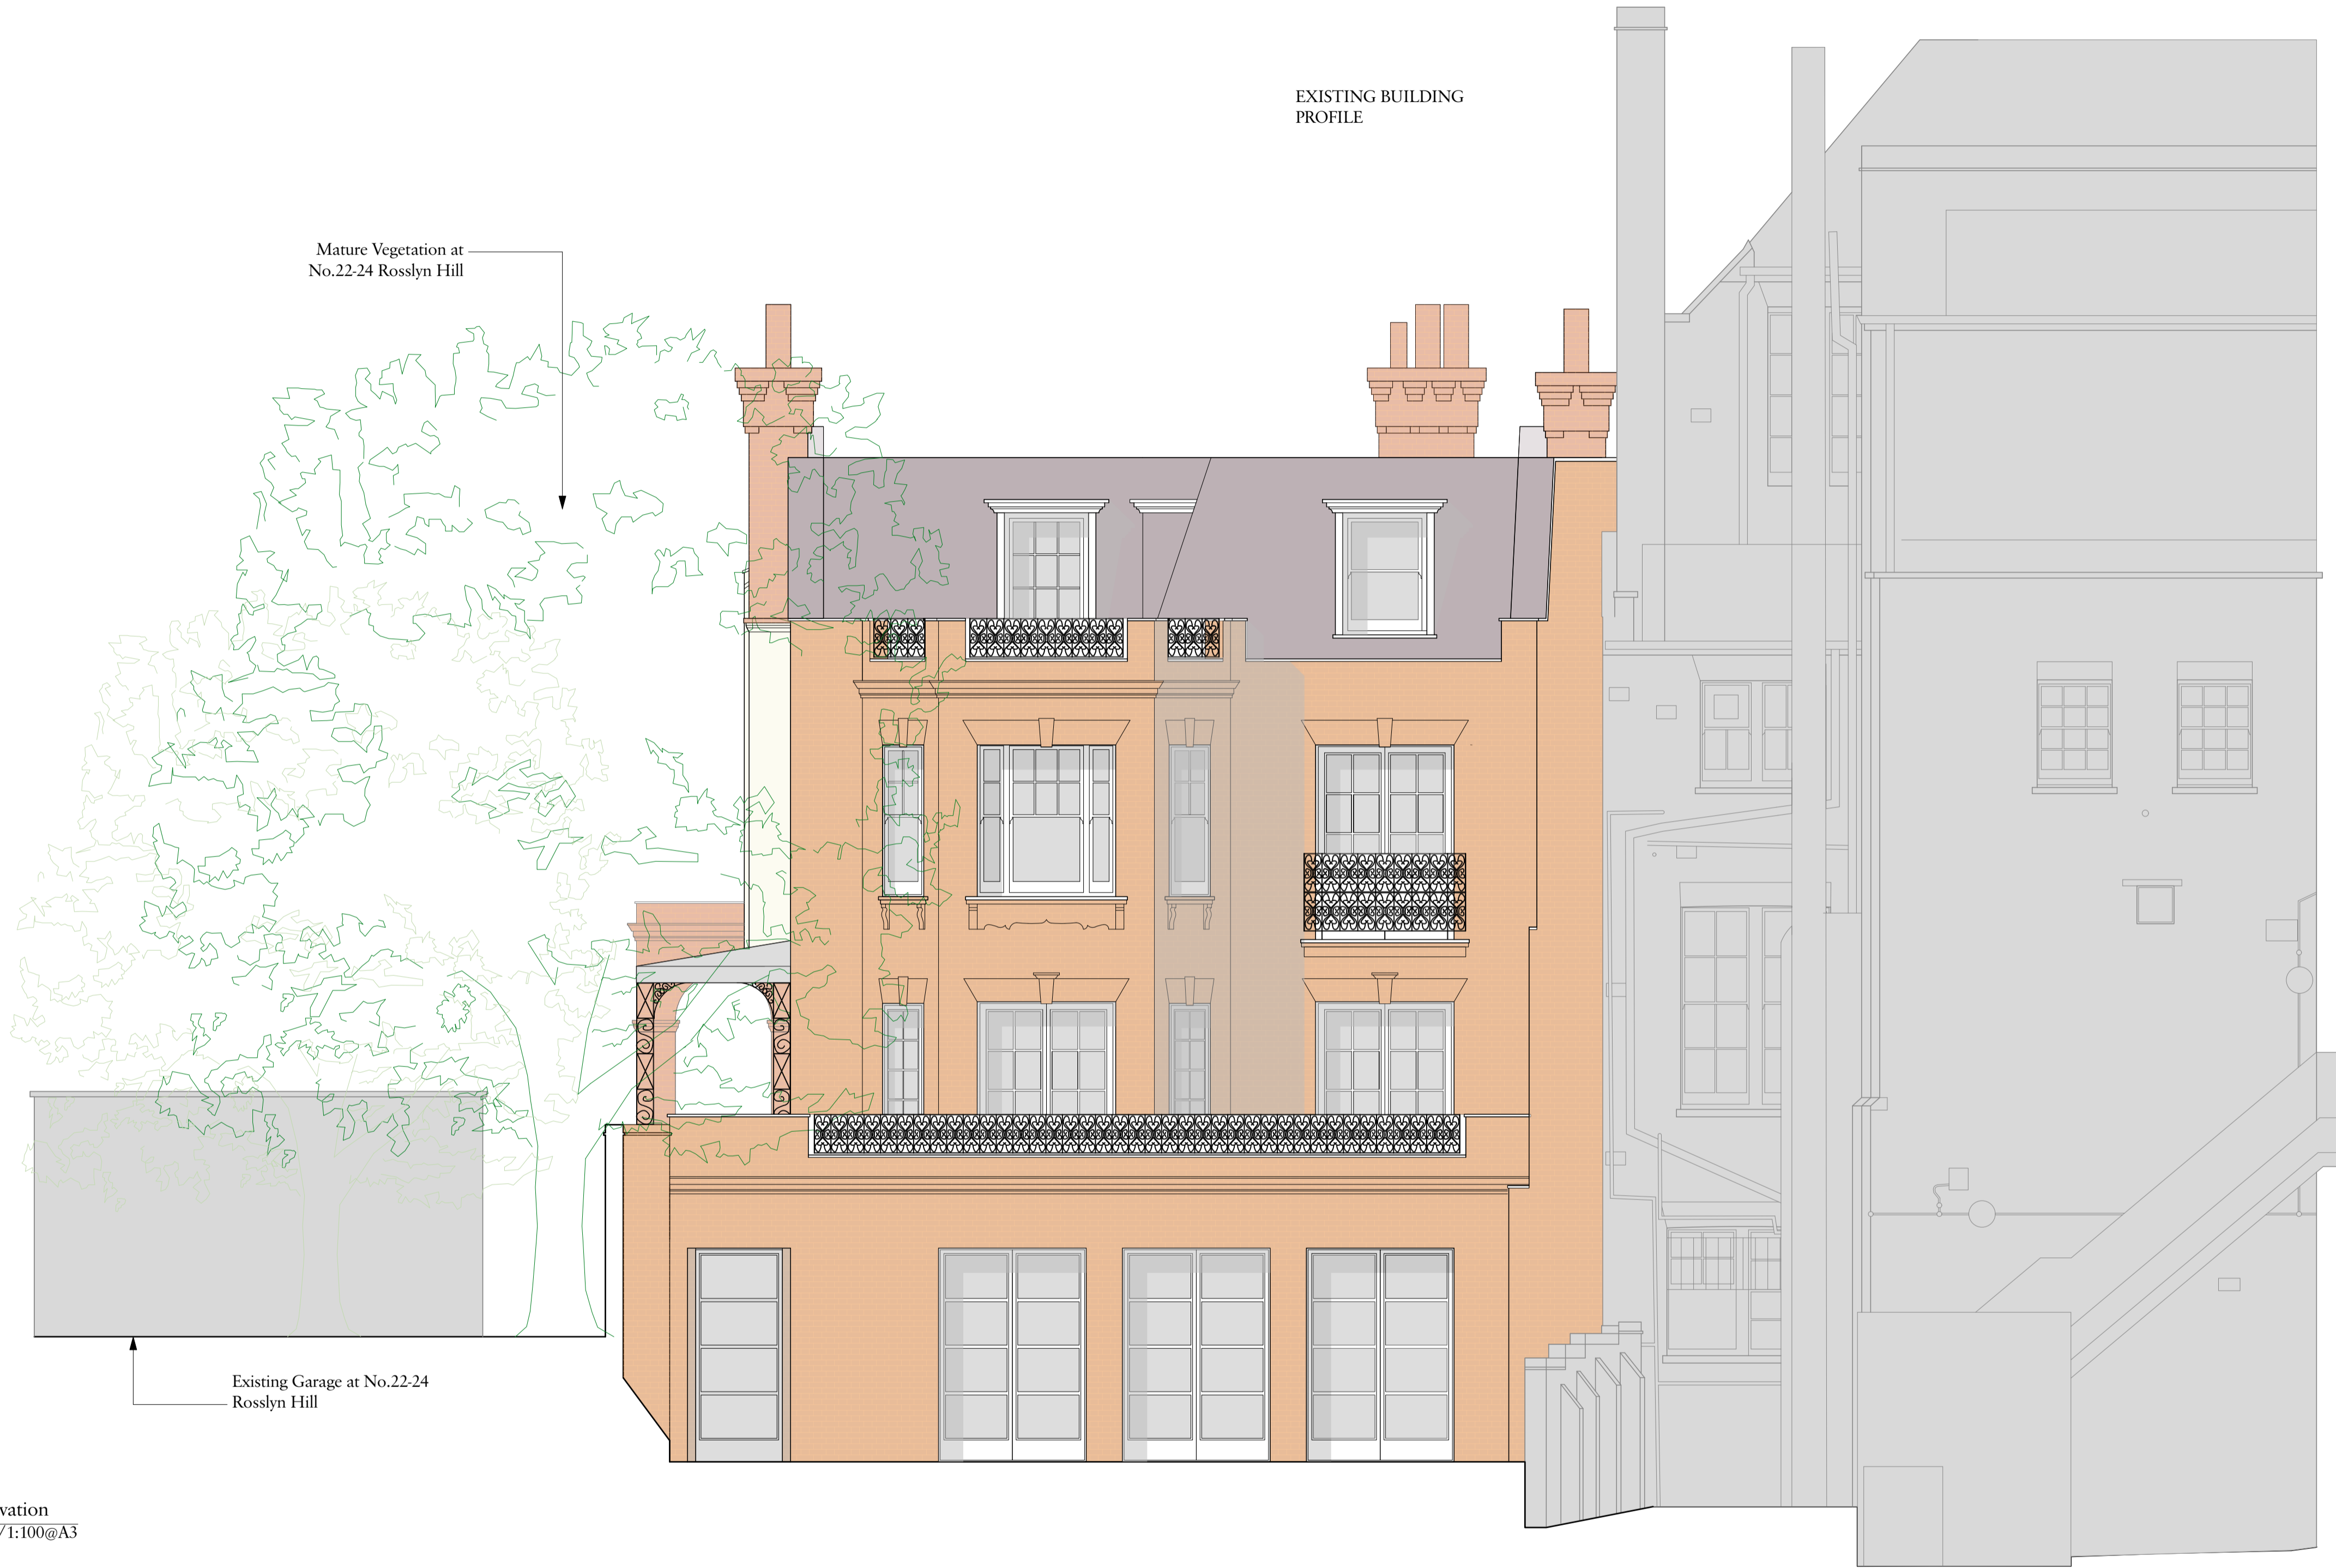 EXISTING BUILDING
PROFILE
Mature Vegetation at
No.22-24 Rosslyn Hill
Existing Garage at No.22-24
Rosslyn Hill
vation
/1:100@A3